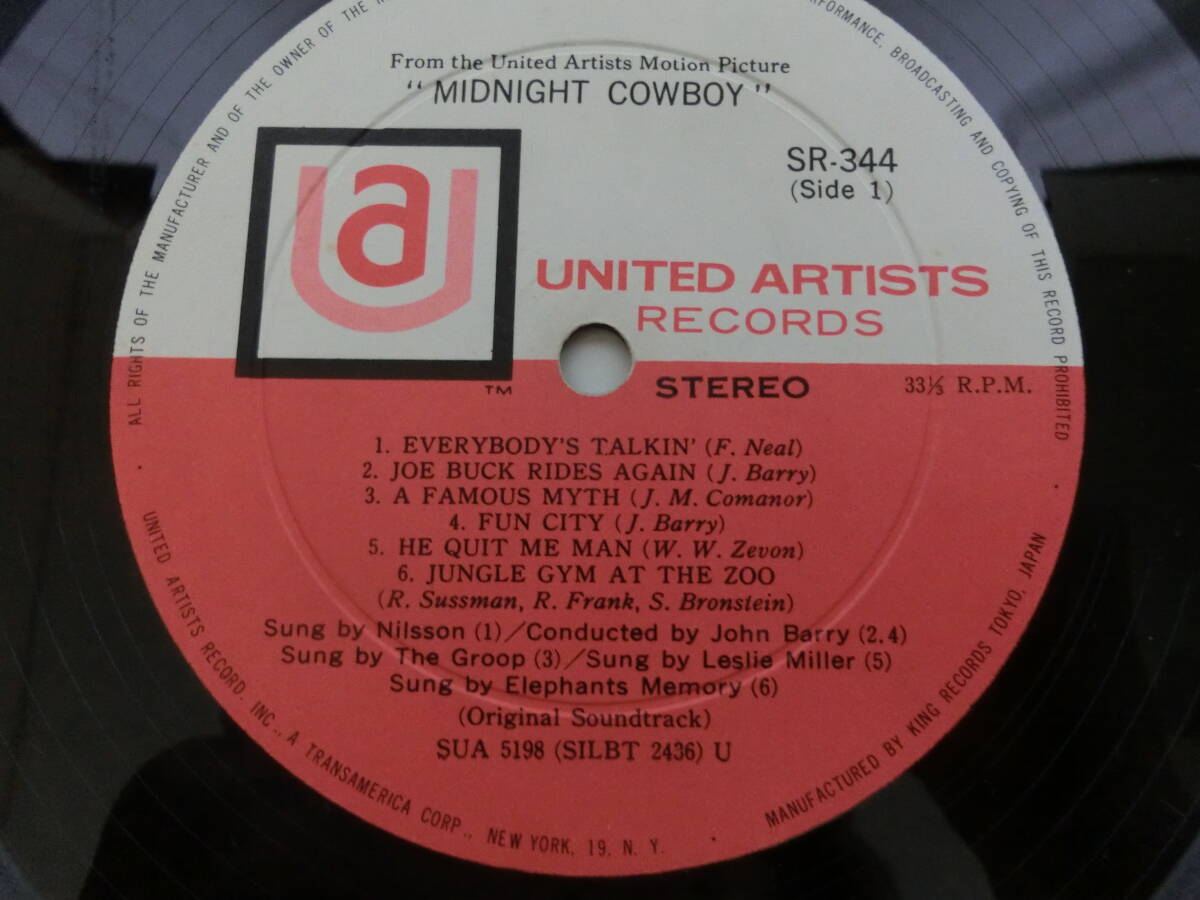 From the United Artists Motion Picture
"MIDNIGHT COWBOY"
SR-344
(Side 1)
ua
UNITED ARTISTS
RECORDS
TM
STEREO
33⅓ R.P.M.
1. EVERYBODY'S TALKIN' (F. Neal)
2. JOE BUCK RIDES AGAIN (J. Barry)
3. A FAMOUS MYTH (J. M. Comanor)
4. FUN CITY (J. Barry)
5. HE QUIT ME MAN (W. W. Zevon)
6. JUNGLE GYM AT THE ZOO
(R. Sussman, R. Frank, S. Bronstein)
Sung by Nilsson (1)/Conducted by John Barry (2.4)
Sung by The Groop (3)/Sung by Leslie Miller (5)
Sung by Elephants Memory (6)
(Original Soundtrack)
SUA 5198 (SILBT 2436) U
ALL RIGHTS OF THE MANUFACTURER AND OF THE OWNER OF THE
PERFORMANCE, BROADCASTING AND COPYING OF THIS RECORD PROHIBITED
· UNITED ARTISTS RECORD, INC., A TRANSAMERICA CORP., NEW YORK, 19, N. Y. ·
MANUFACTURED BY KING RECORDS TOKYO, JAPAN ·